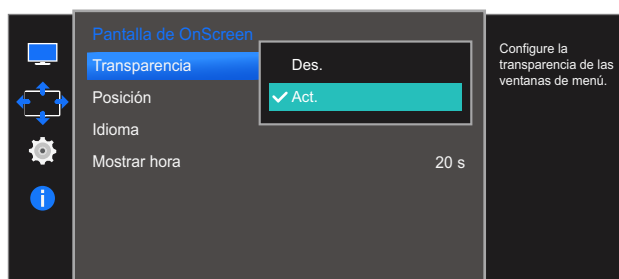 Pantalla de OnScreen
Transparencia
Des.
Act.
Posición
Idioma
Mostrar hora 20 s
Configure la
transparencia de las
ventanas de menú.